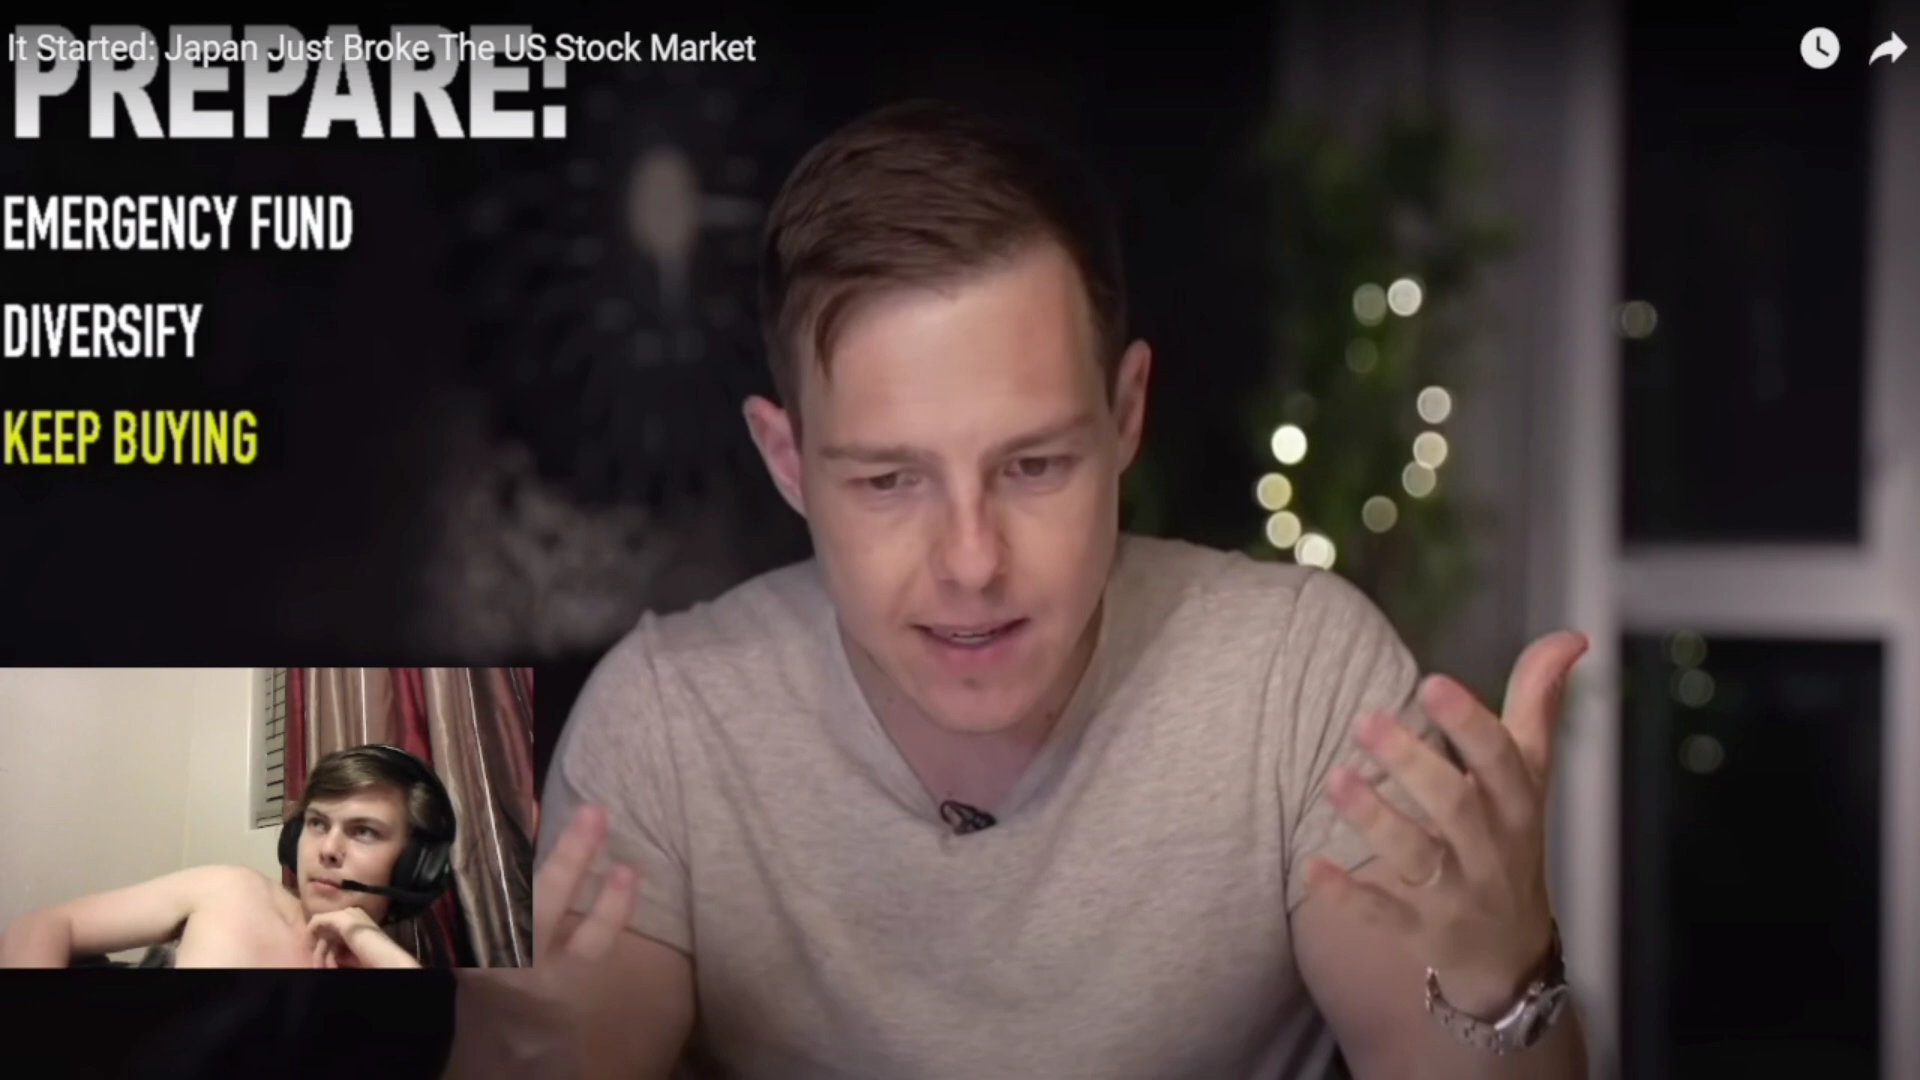 It Started: Japan Just Broke The US Stock Market
PREPARE:
EMERGENCY FUND
DIVERSIFY
KEEP BUYING